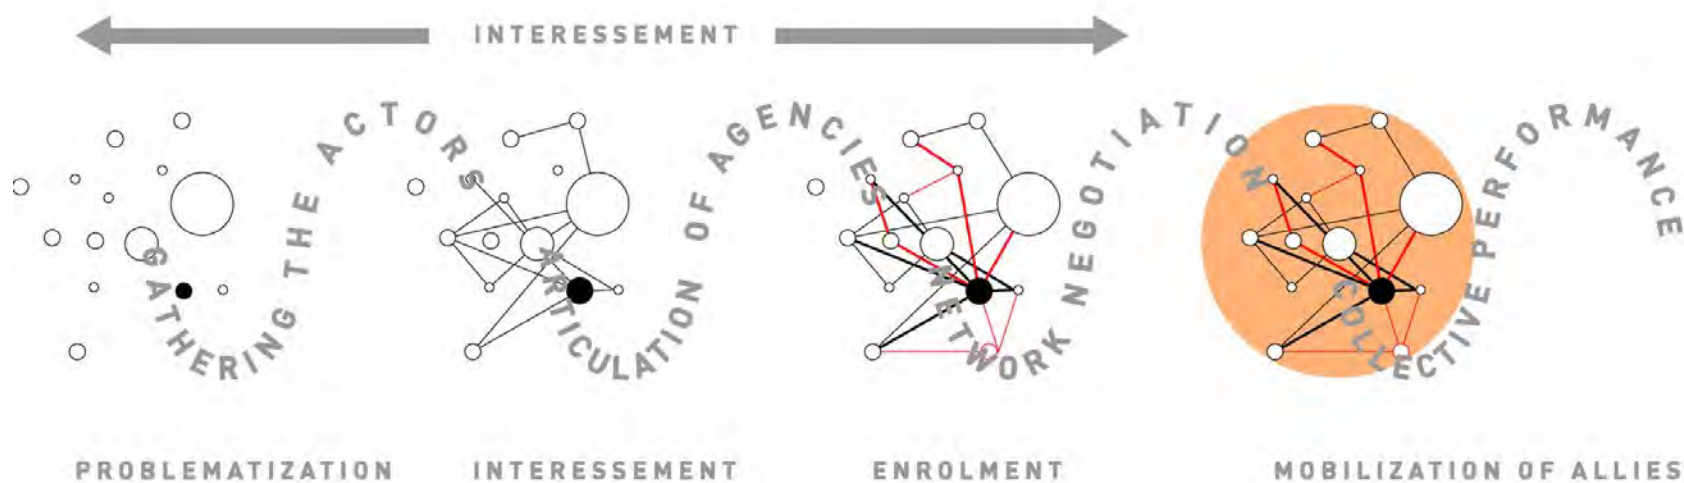 INTERESSEMENT
GATHERING THE ACTORS
ARTICULATION OF AGENCIES
NETWORK NEGOTIATION
COLLECTIVE PERFORMANCE
PROBLEMATIZATION
INTERESSEMENT
ENROLMENT
MOBILIZATION OF ALLIES